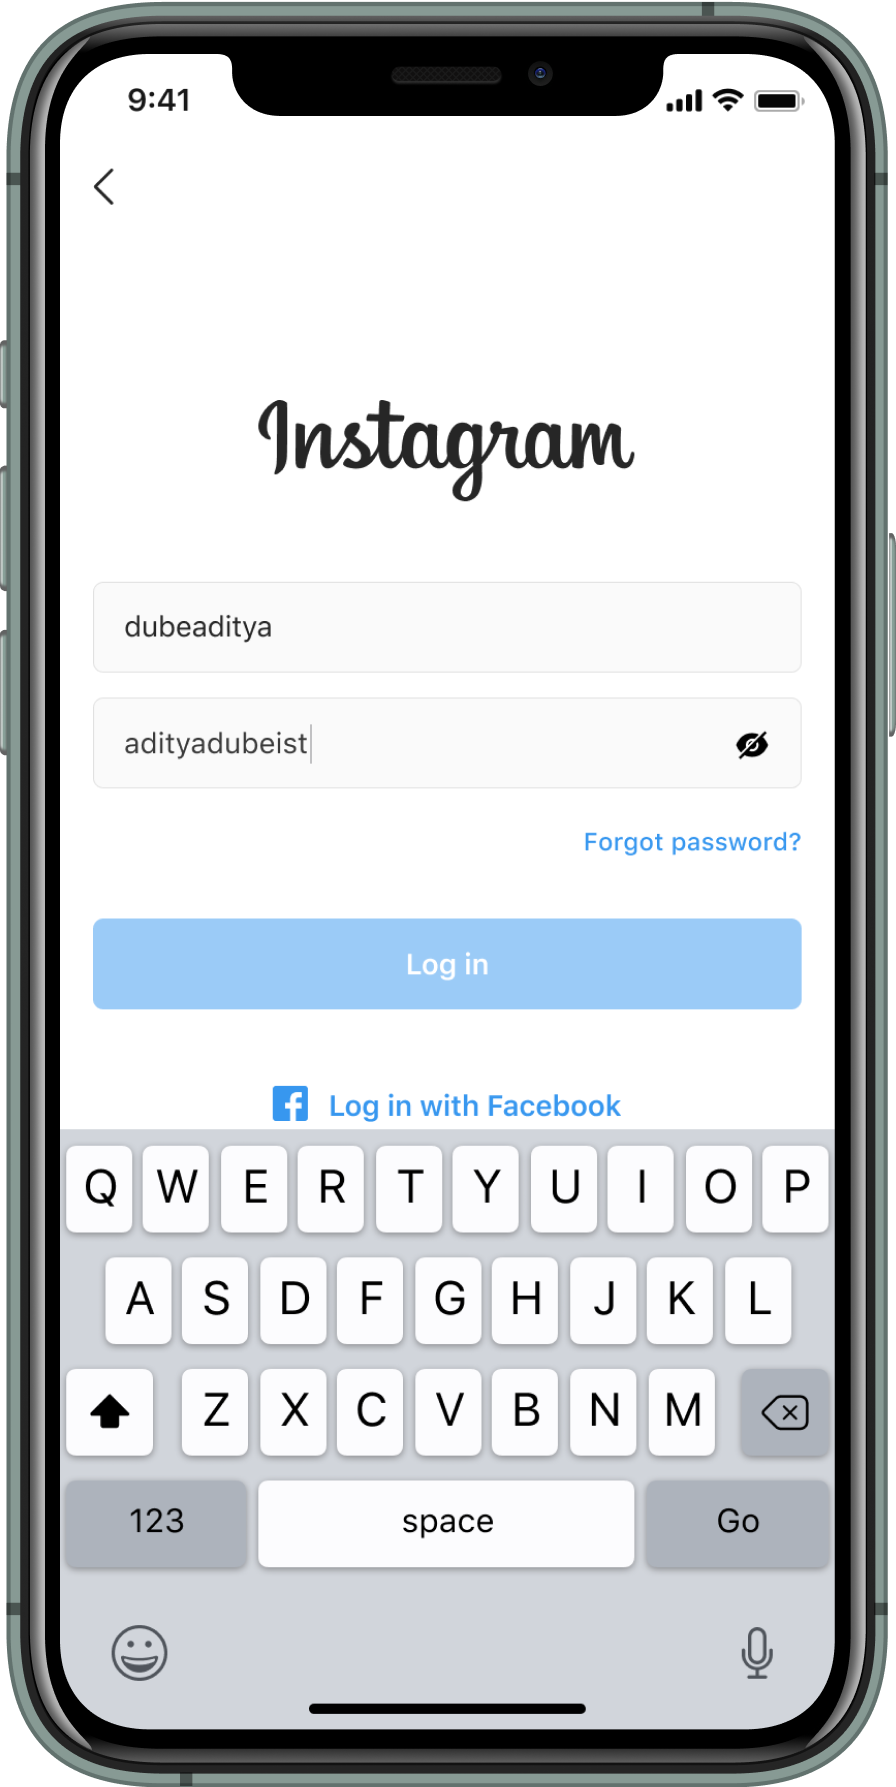 9:41
Instagram
dubeaditya
adityadubeist
Forgot password?
Log in
Log in with Facebook
Q W E R T Y U I O P
A S D F G H J K L
Z X C V B N M
123 space Go